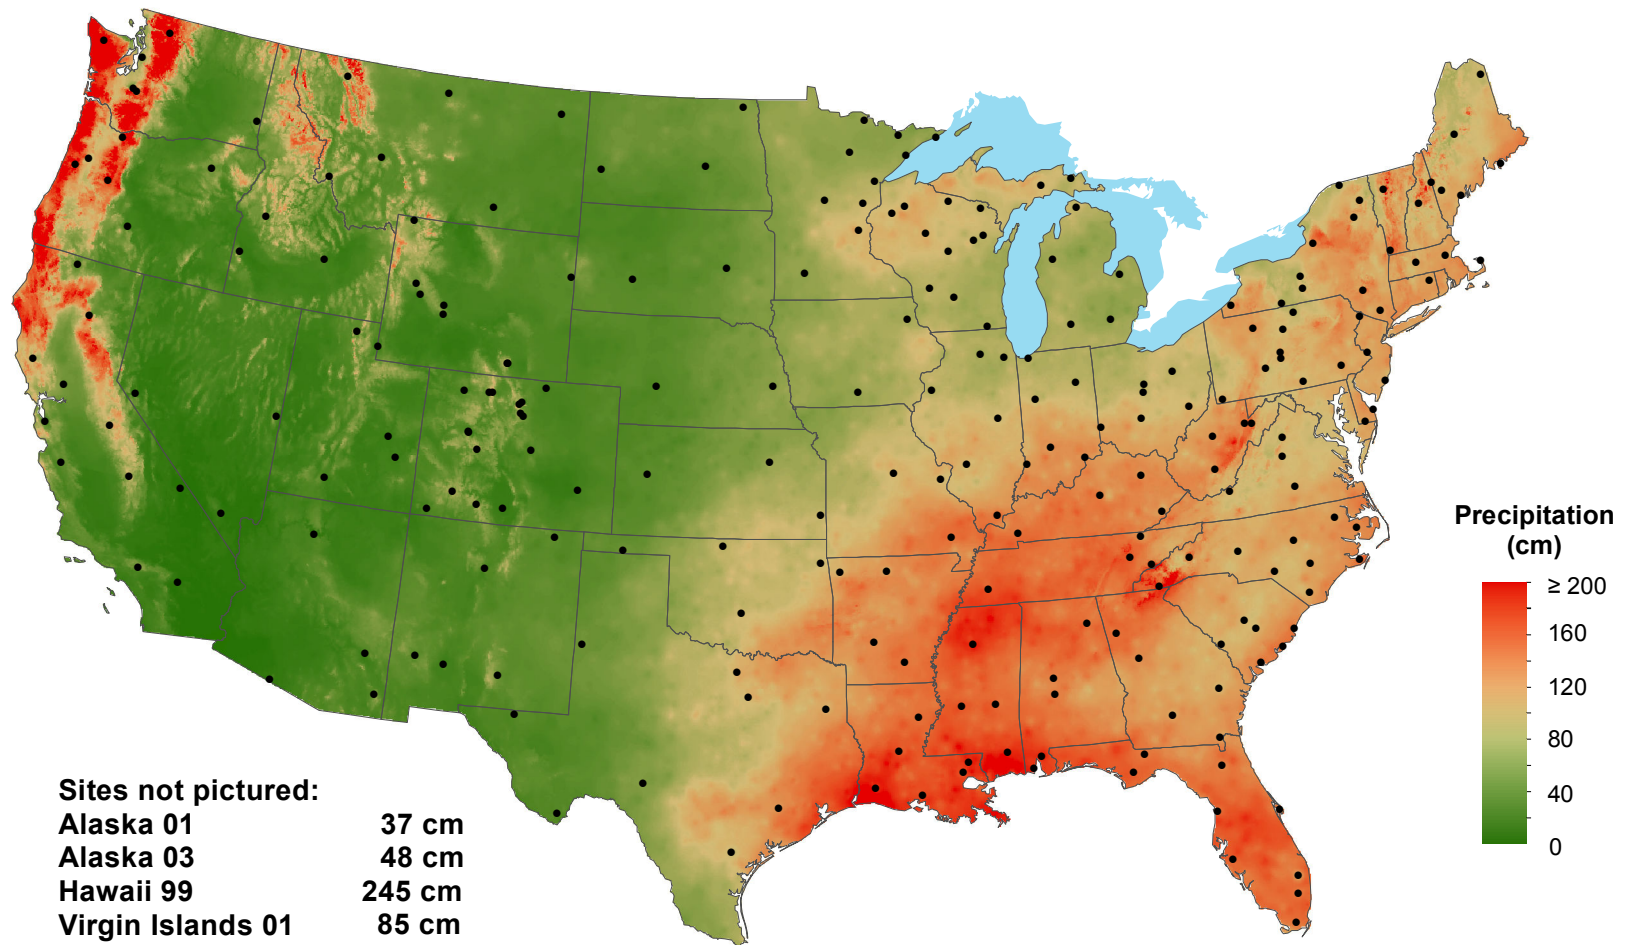 Precipitation
(cm)
≥ 200
160
120
80
40
0
Sites not pictured:
Alaska 01 37 cm
Alaska 03 48 cm
Hawaii 99 245 cm
Virgin Islands 01 85 cm